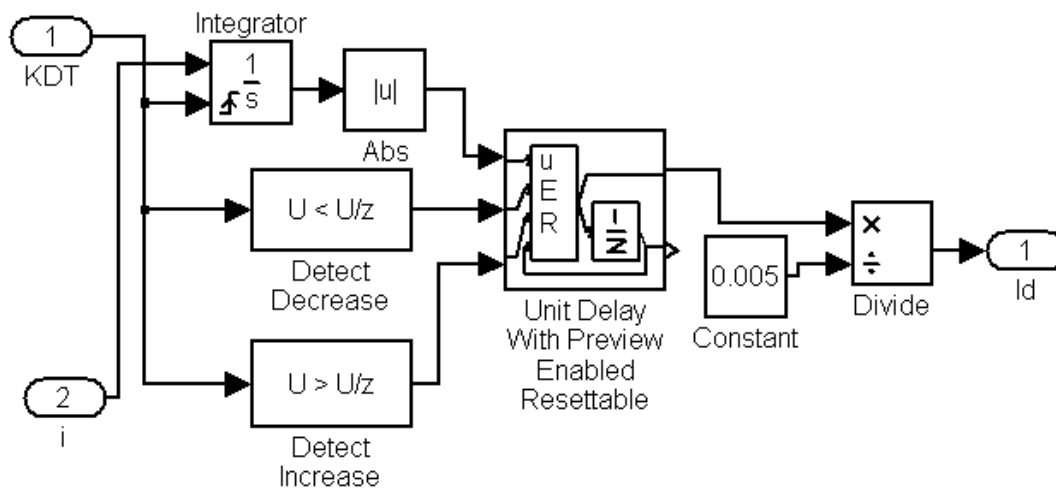 1
KDT
Integrator
1
s
|u|
Abs
U < U/z
Detect
Decrease
U > U/z
Detect
Increase
2
i
u
E
R
1
z
Unit Delay
With Preview
Enabled
Resettable
0.005
Constant
×
÷
Divide
1
Id